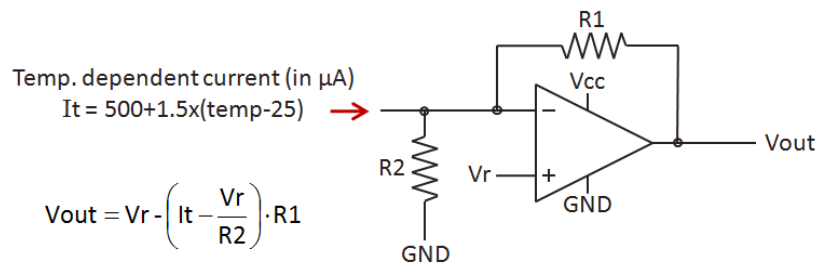 R1
Temp. dependent current (in µA)
It = 500+1.5x(temp-25)
Vcc
−
Vout
R2
Vr
+
Vout = Vr - (It - Vr/R2) · R1
GND
GND